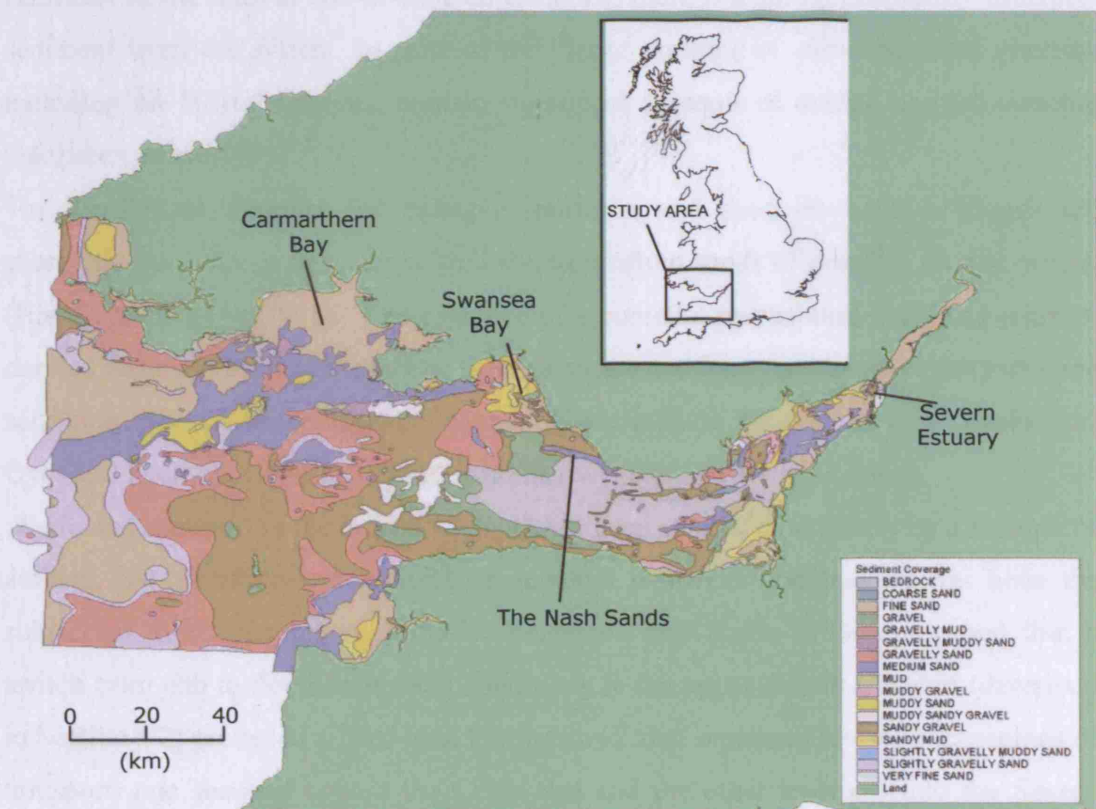 STUDY AREA
Carmarthern
Bay
Swansea
Bay
Severn
Estuary
The Nash Sands
0 20 40
(km)
Sediment Coverage
BEDROCK
COARSE SAND
FINE SAND
GRAVEL
GRAVELLY MUD
GRAVELLY MUDDY SAND
GRAVELLY SAND
MEDIUM SAND
MUD
MUDDY GRAVEL
MUDDY SAND
MUDDY SANDY GRAVEL
SANDY GRAVEL
SANDY MUD
SLIGHTLY GRAVELLY MUDDY SAND
SLIGHTLY GRAVELLY SAND
VERY FINE SAND
Land